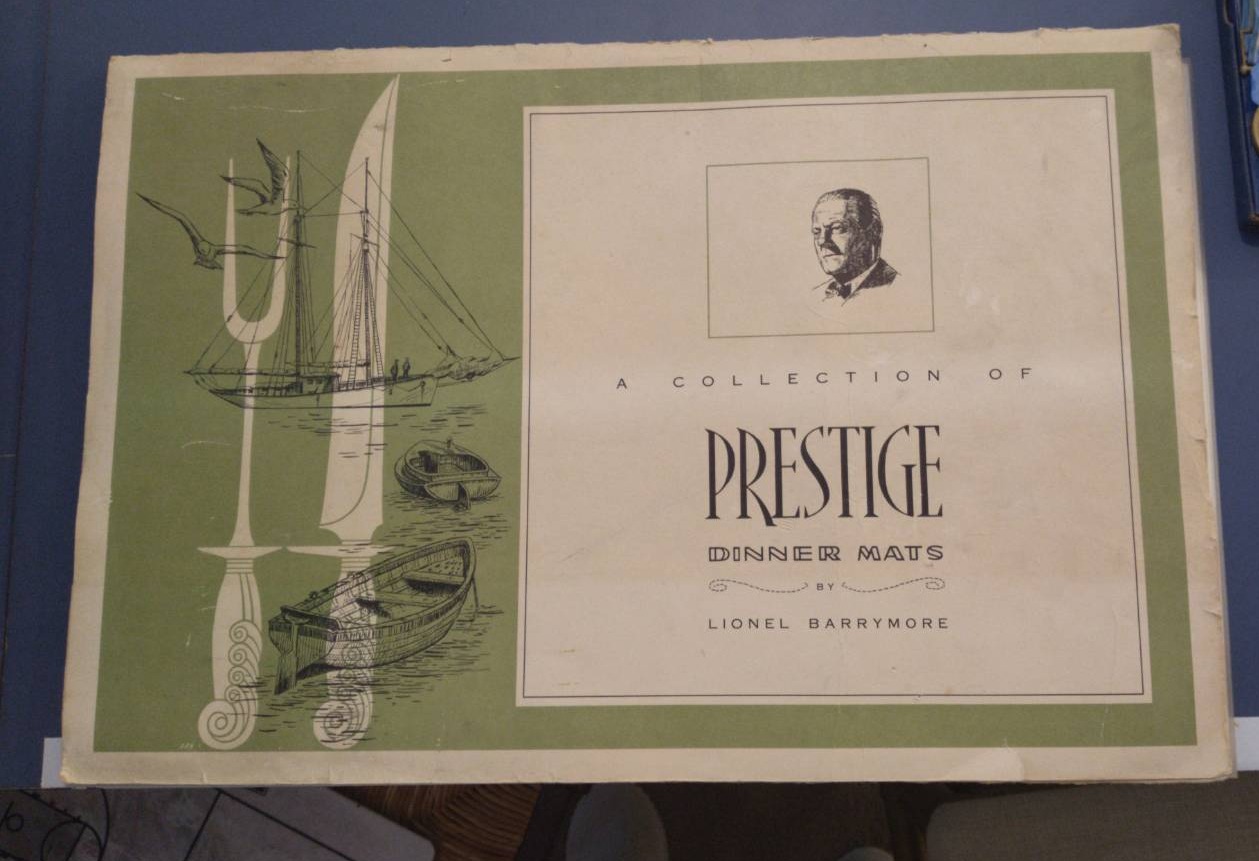 A COLLECTION OF
PRESTIGE
DINNER MATS
BY
LIONEL BARRYMORE